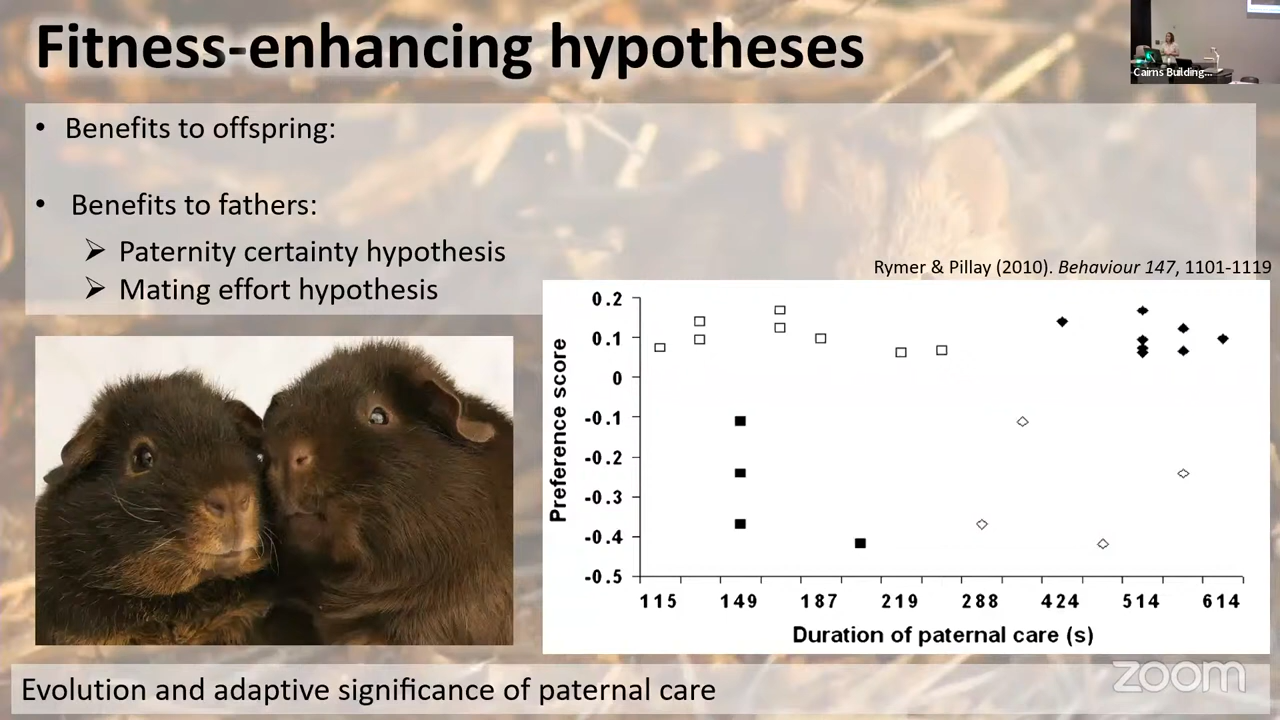 Fitness-enhancing hypotheses
Cairns Building...
• Benefits to offspring:
• Benefits to fathers:
➢ Paternity certainty hypothesis
➢ Mating effort hypothesis
Rymer & Pillay (2010). Behaviour 147, 1101-1119
Preference score
0.2
0.1
0
-0.1
-0.2
-0.3
-0.4
-0.5
115 149 187 219 288 424 514 614
Duration of paternal care (s)
Evolution and adaptive significance of paternal care
zoom